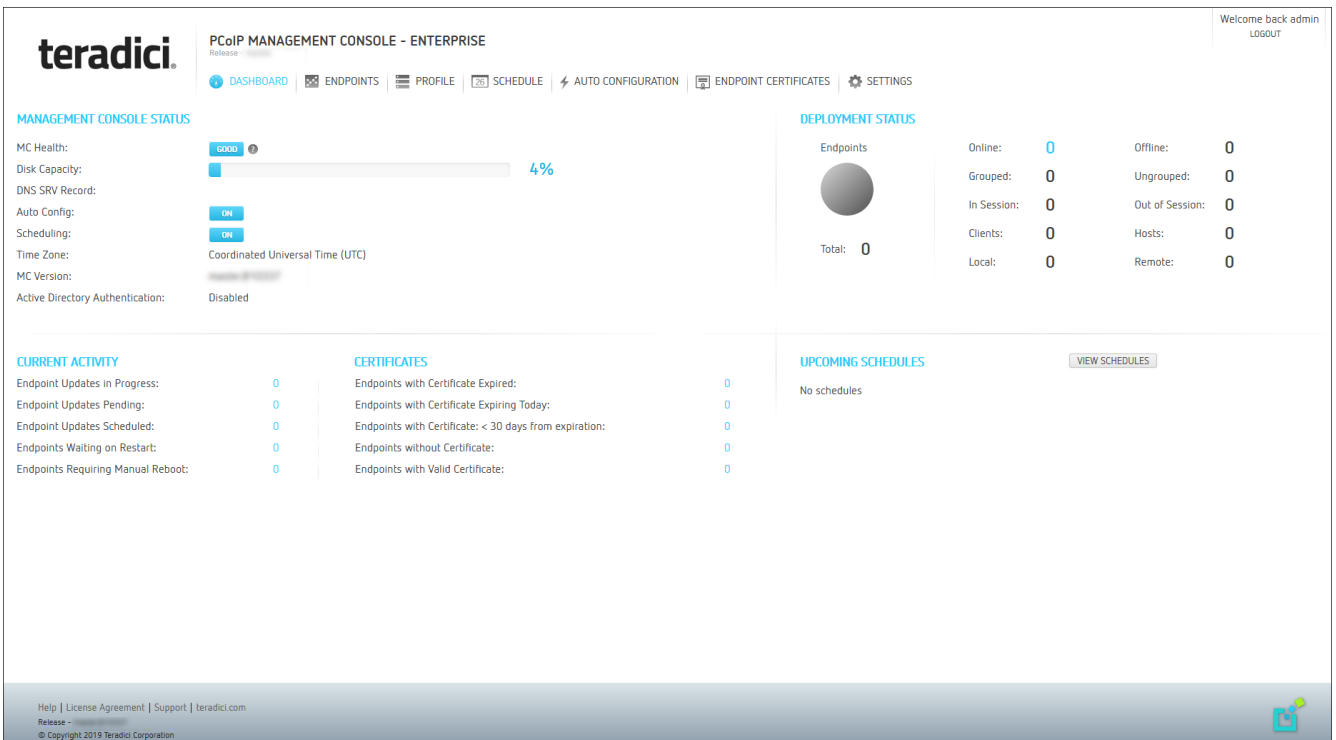 Welcome back admin
LOGOUT
teradici.
PCoIP MANAGEMENT CONSOLE - ENTERPRISE
Release -
DASHBOARD
ENDPOINTS
PROFILE
26 SCHEDULE
AUTO CONFIGURATION
ENDPOINT CERTIFICATES
SETTINGS
MANAGEMENT CONSOLE STATUS
MC Health: GOOD ?
Disk Capacity: 4%
DNS SRV Record:
Auto Config: ON
Scheduling: ON
Time Zone: Coordinated Universal Time (UTC)
MC Version:
Active Directory Authentication: Disabled
DEPLOYMENT STATUS
Endpoints
Total: 0
Online: 0 Offline: 0
Grouped: 0 Ungrouped: 0
In Session: 0 Out of Session: 0
Clients: 0 Hosts: 0
Local: 0 Remote: 0
CURRENT ACTIVITY
Endpoint Updates in Progress: 0
Endpoint Updates Pending: 0
Endpoint Updates Scheduled: 0
Endpoints Waiting on Restart: 0
Endpoints Requiring Manual Reboot: 0
CERTIFICATES
Endpoints with Certificate Expired: 0
Endpoints with Certificate Expiring Today: 0
Endpoints with Certificate: < 30 days from expiration: 0
Endpoints without Certificate: 0
Endpoints with Valid Certificate: 0
UPCOMING SCHEDULES
VIEW SCHEDULES
No schedules
Help | License Agreement | Support | teradici.com
Release -
© Copyright 2019 Teradici Corporation